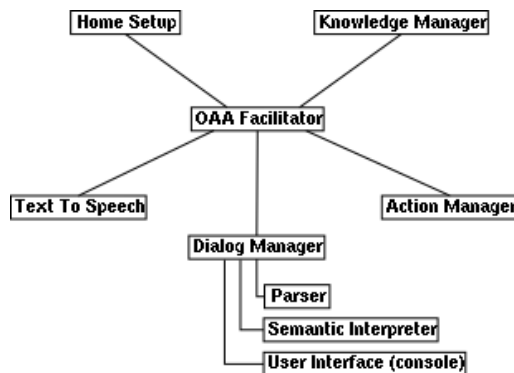 Home Setup
Knowledge Manager
OAA Facilitator
Text To Speech
Action Manager
Dialog Manager
Parser
Semantic Interpreter
User Interface (console)